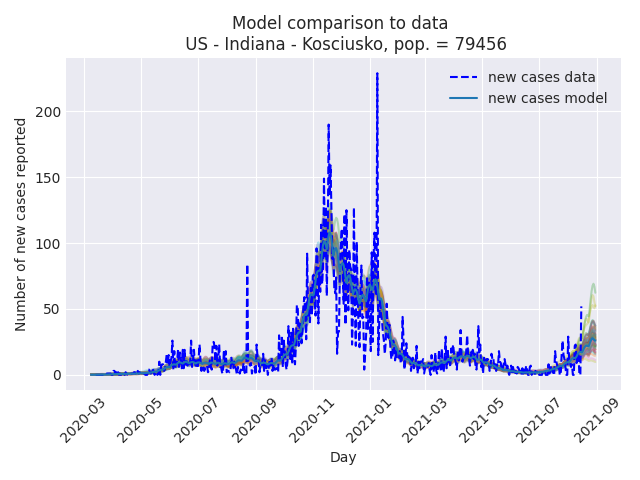 Model comparison to data
US - Indiana - Kosciusko, pop. = 79456
new cases data
new cases model
Number of new cases reported
200
150
100
50
0
2020-03
2020-05
2020-07
2020-09
2020-11
2021-01
2021-03
2021-05
2021-07
2021-09
Day